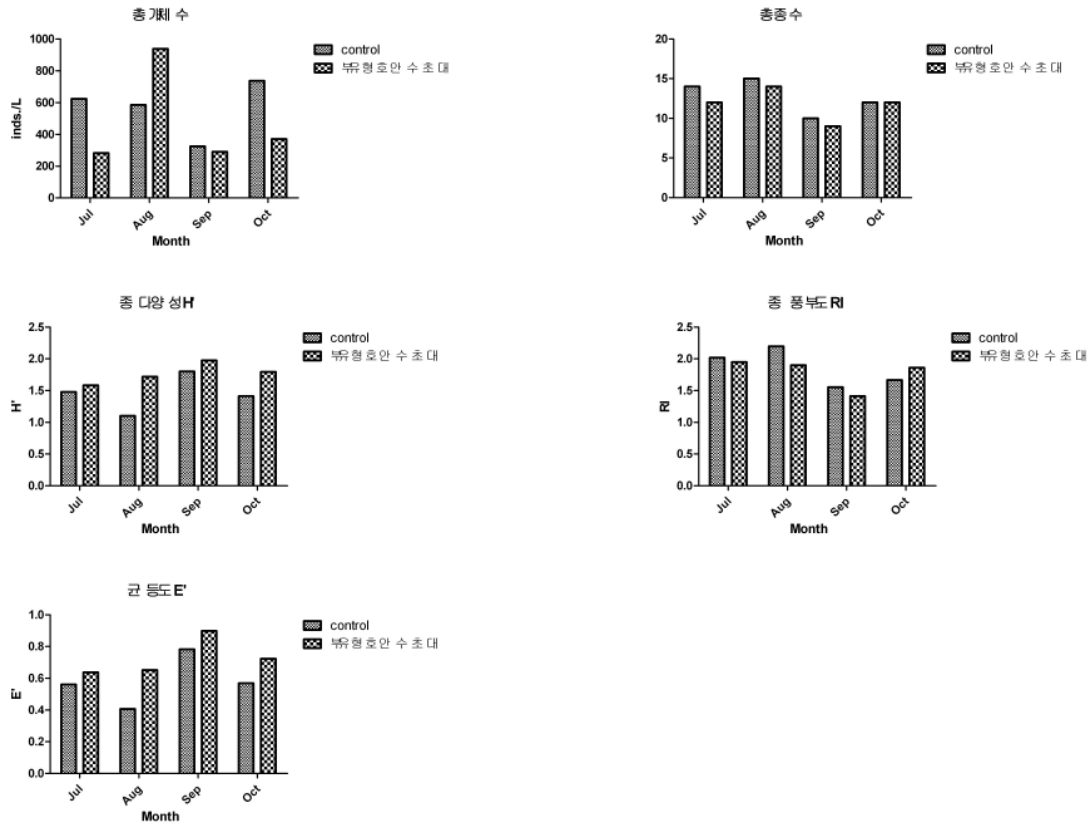 총 개체 수
1000
800
600
400
200
0
inds./L
Jul Aug Sep Oct
Month
control
부유형호안 수초대
총종수
20
15
10
5
0
Jul Aug Sep Oct
Month
control
부유형호안 수초대
종 다양성 H'
2.5
2.0
1.5
1.0
0.5
0.0
H'
Jul Aug Sep Oct
Month
control
부유형호안 수초대
종 풍부도 RI
2.5
2.0
1.5
1.0
0.5
0.0
RI
Jul Aug Sep Oct
Month
control
부유형호안 수초대
균등도 E'
1.0
0.8
0.6
0.4
0.2
0.0
E'
Jul Aug Sep Oct
Month
control
부유형호안 수초대